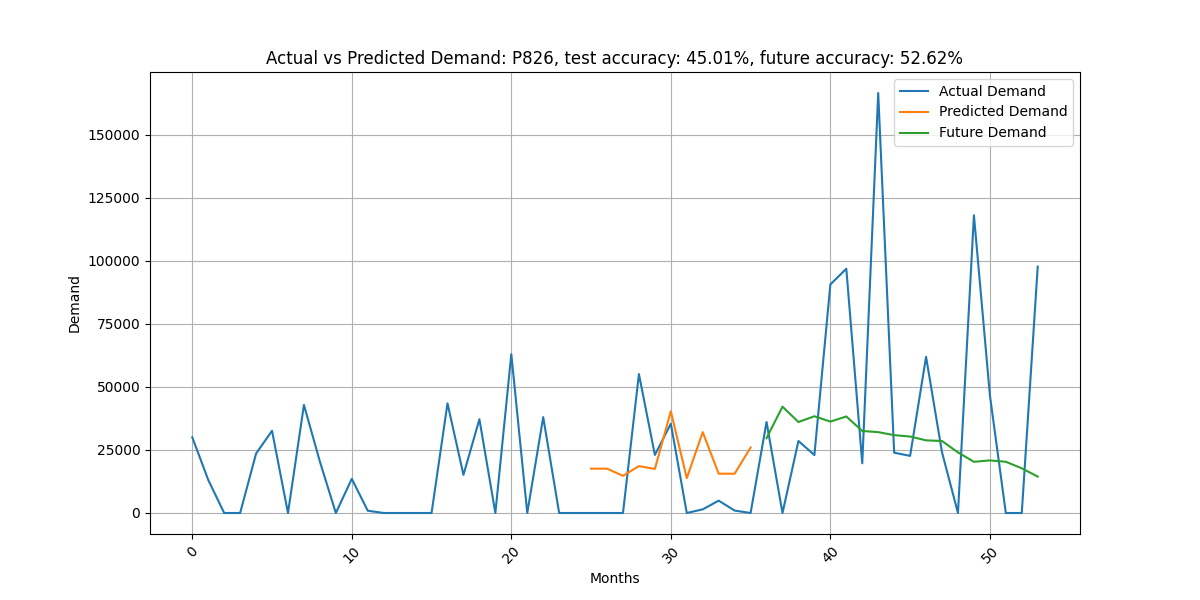 Actual vs Predicted Demand: P826, test accuracy: 45.01%, future accuracy: 52.62%
Actual Demand
Predicted Demand
Future Demand
150000
125000
100000
75000
50000
25000
0
Demand
0 10 20 30 40 50
Months